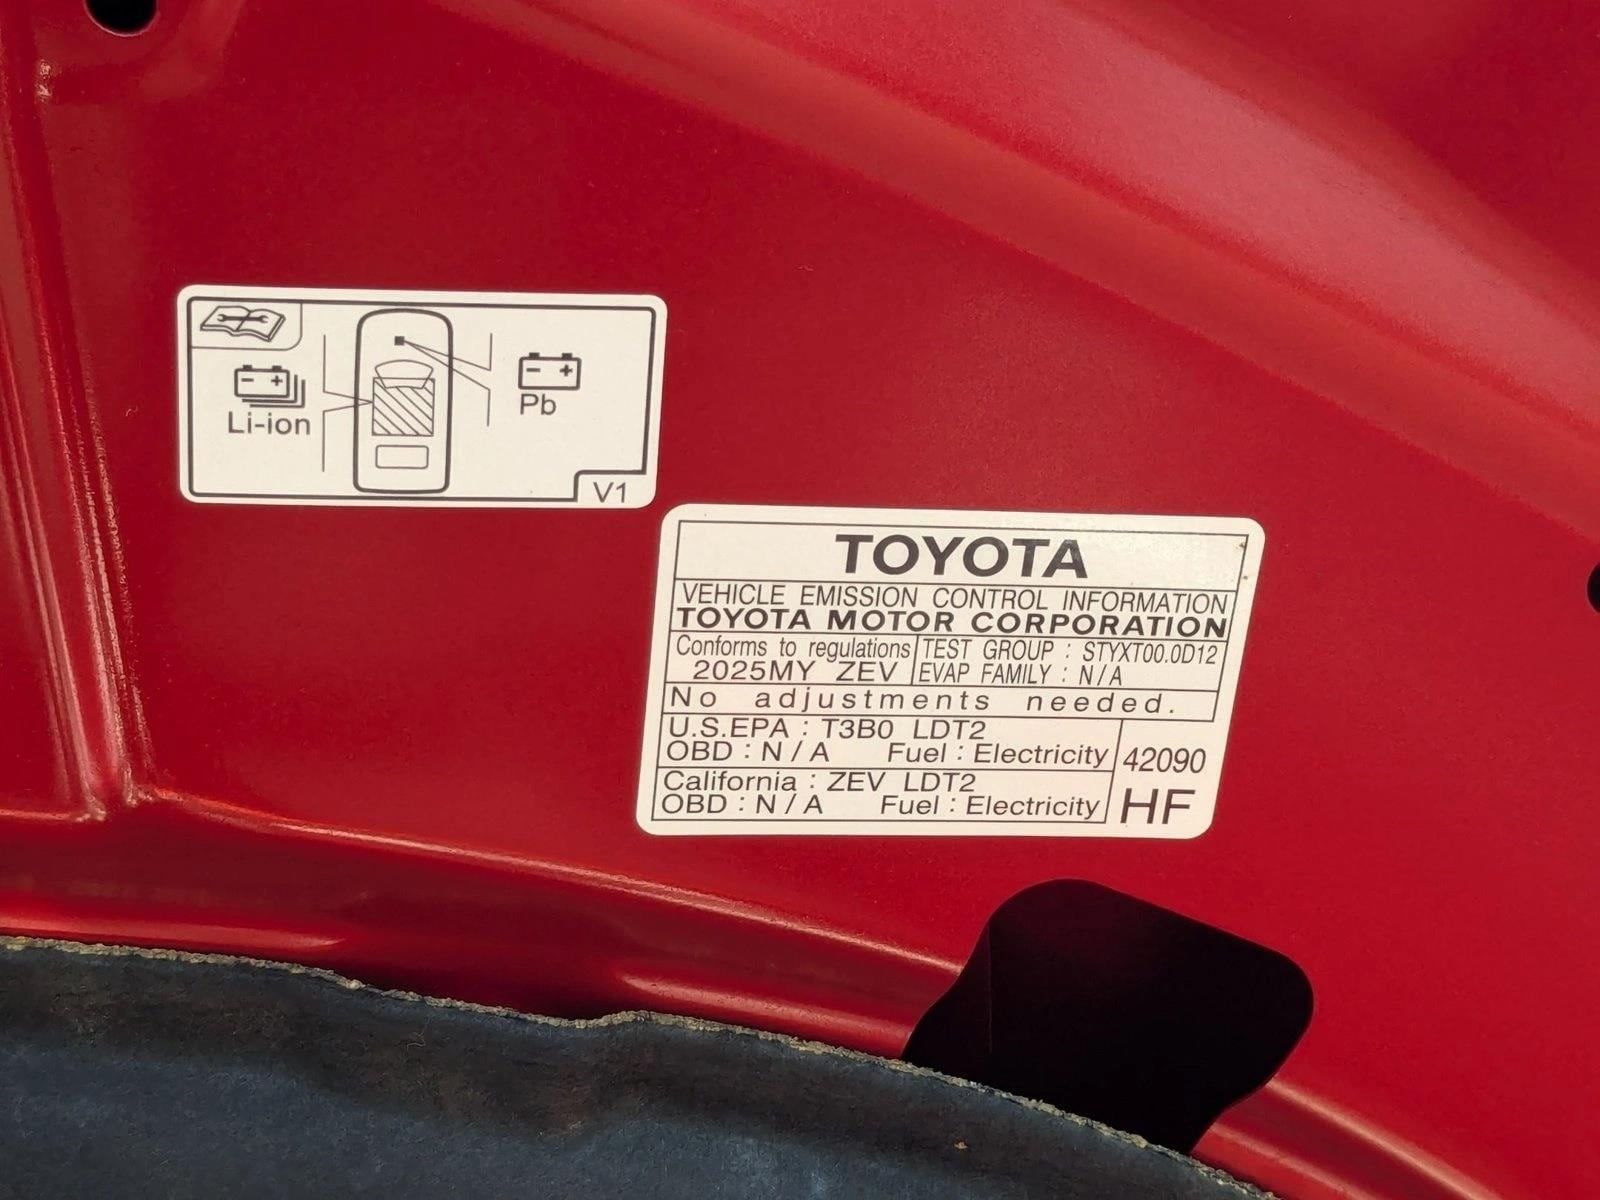 Li-ion
Pb
V1
TOYOTA
VEHICLE EMISSION CONTROL INFORMATION
TOYOTA MOTOR CORPORATION
Conforms to regulations
2025MY ZEV
TEST GROUP : STYXT00.0D12
EVAP FAMILY : N/A
No adjustments needed.
U.S.EPA : T3B0 LDT2
OBD : N/A Fuel : Electricity
California : ZEV LDT2
OBD : N/A Fuel : Electricity
42090
HF